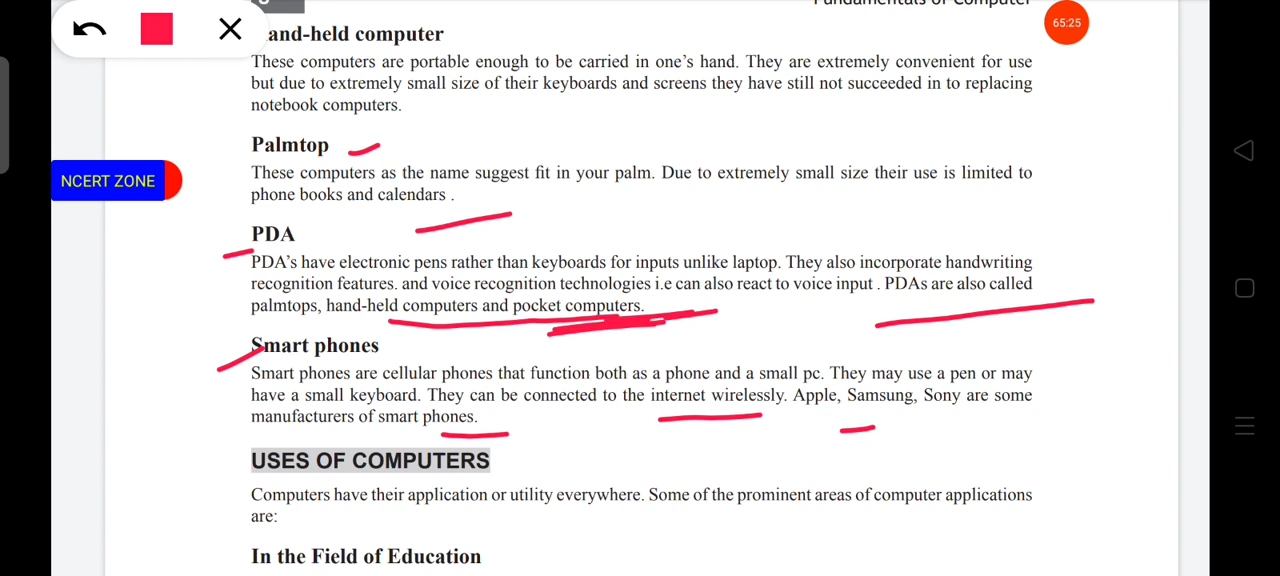 Fundamentals of Computer
65:25
and-held computer
These computers are portable enough to be carried in one's hand. They are extremely convenient for use
but due to extremely small size of their keyboards and screens they have still not succeeded in to replacing
notebook computers.
Palmtop
These computers as the name suggest fit in your palm. Due to extremely small size their use is limited to
phone books and calendars .
NCERT ZONE
PDA
PDA's have electronic pens rather than keyboards for inputs unlike laptop. They also incorporate handwriting
recognition features. and voice recognition technologies i.e can also react to voice input . PDAs are also called
palmtops, hand-held computers and pocket computers.
Smart phones
Smart phones are cellular phones that function both as a phone and a small pc. They may use a pen or may
have a small keyboard. They can be connected to the internet wirelessly. Apple, Samsung, Sony are some
manufacturers of smart phones.
USES OF COMPUTERS
Computers have their application or utility everywhere. Some of the prominent areas of computer applications
are:
In the Field of Education